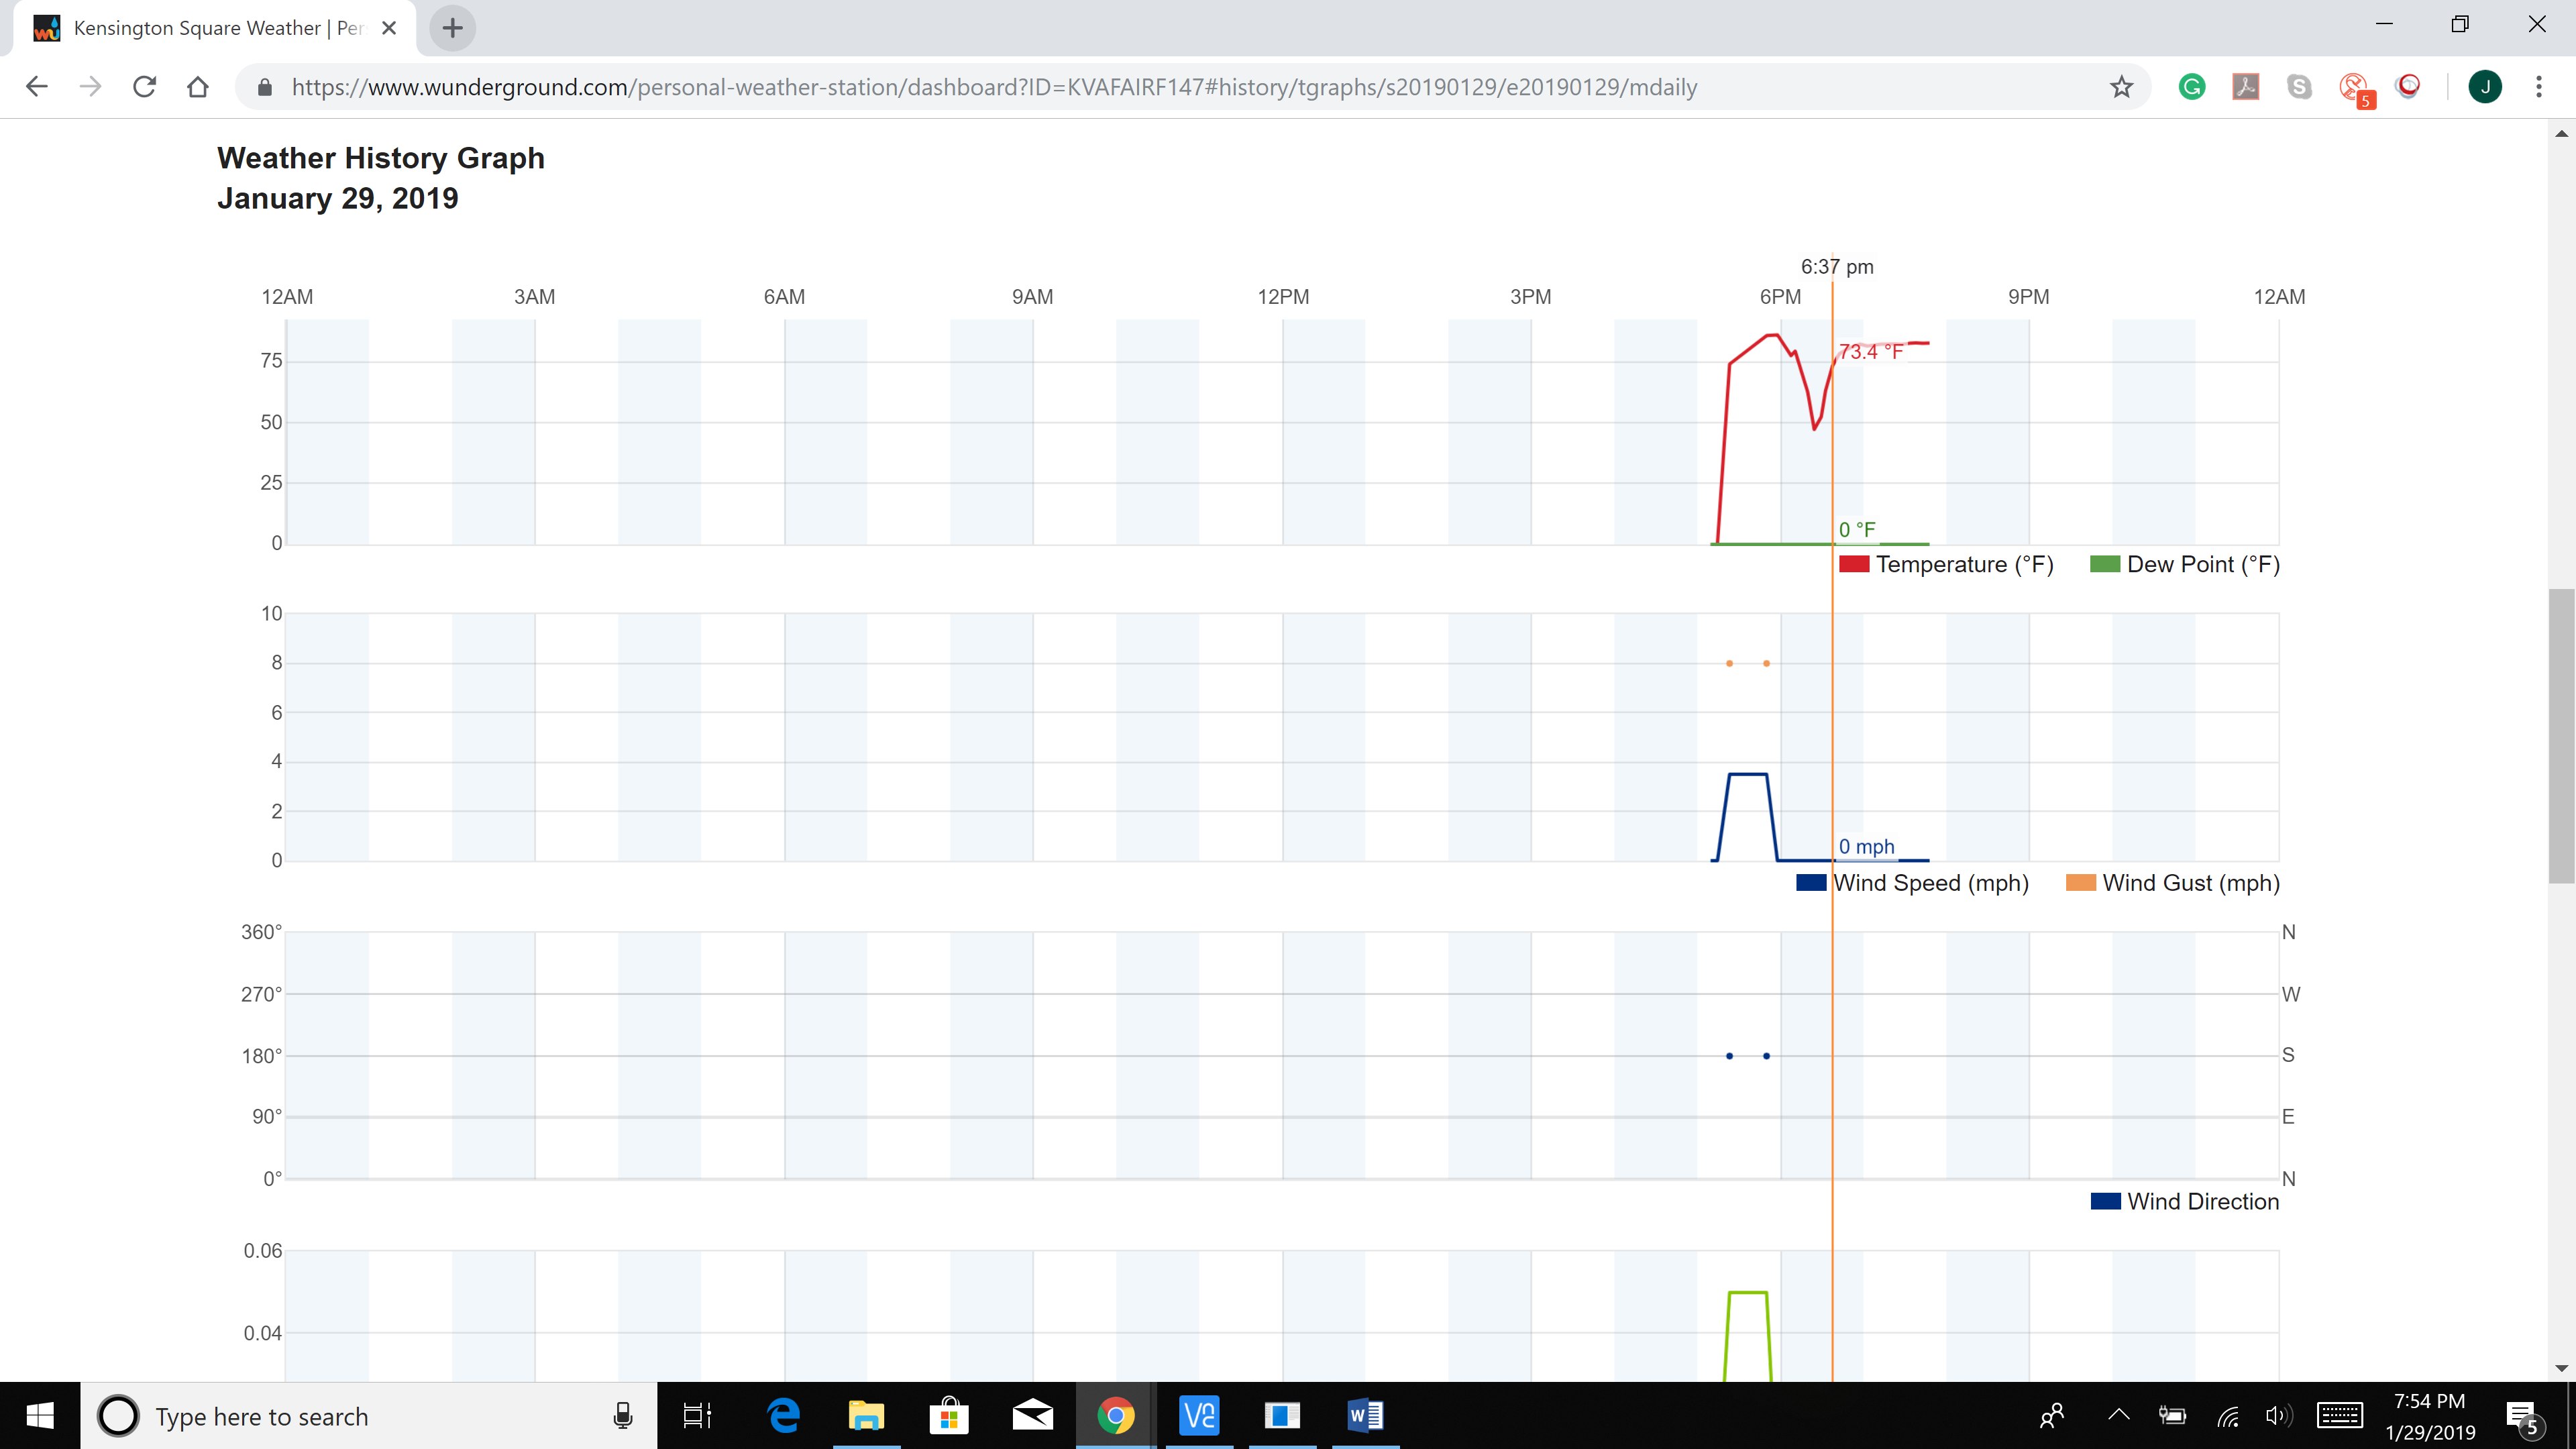 Kensington Square Weather | Per
https://www.wunderground.com/personal-weather-station/dashboard?ID=KVAFAIRF147#history/tgraphs/s20190129/e20190129/mdaily
5
J
Weather History Graph
January 29, 2019
6:37 pm
12AM 3AM 6AM 9AM 12PM 3PM 6PM 9PM 12AM
75
73.4 °F
50
25
0 °F
0
Temperature (°F) Dew Point (°F)
10
8
6
4
2
0 mph
0
Wind Speed (mph) Wind Gust (mph)
360° N
270° W
180° S
90° E
0° N
Wind Direction
0.06
0.04
Type here to search
7:54 PM
1/29/2019
5